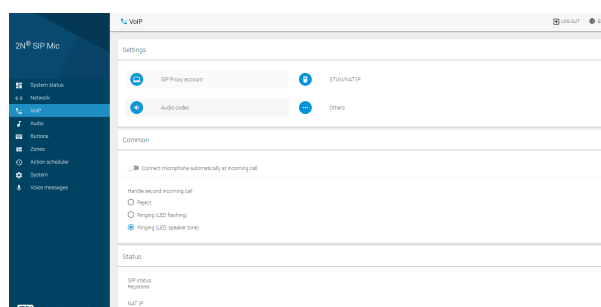 VoIP
LOG OUT
2N® SIP Mic
Settings
System status
Network
VoIP
Audio
Buttons
Zones
Action scheduler
System
Voice messages
SIP Proxy account
STUN/NAT IP
Audio codec
Others
Common
Connect microphone automatically at incoming call
Handle second incoming call
Reject
Ringing (LED flashing)
Ringing (LED, speaker tone)
Status
SIP status
Registered
NAT IP